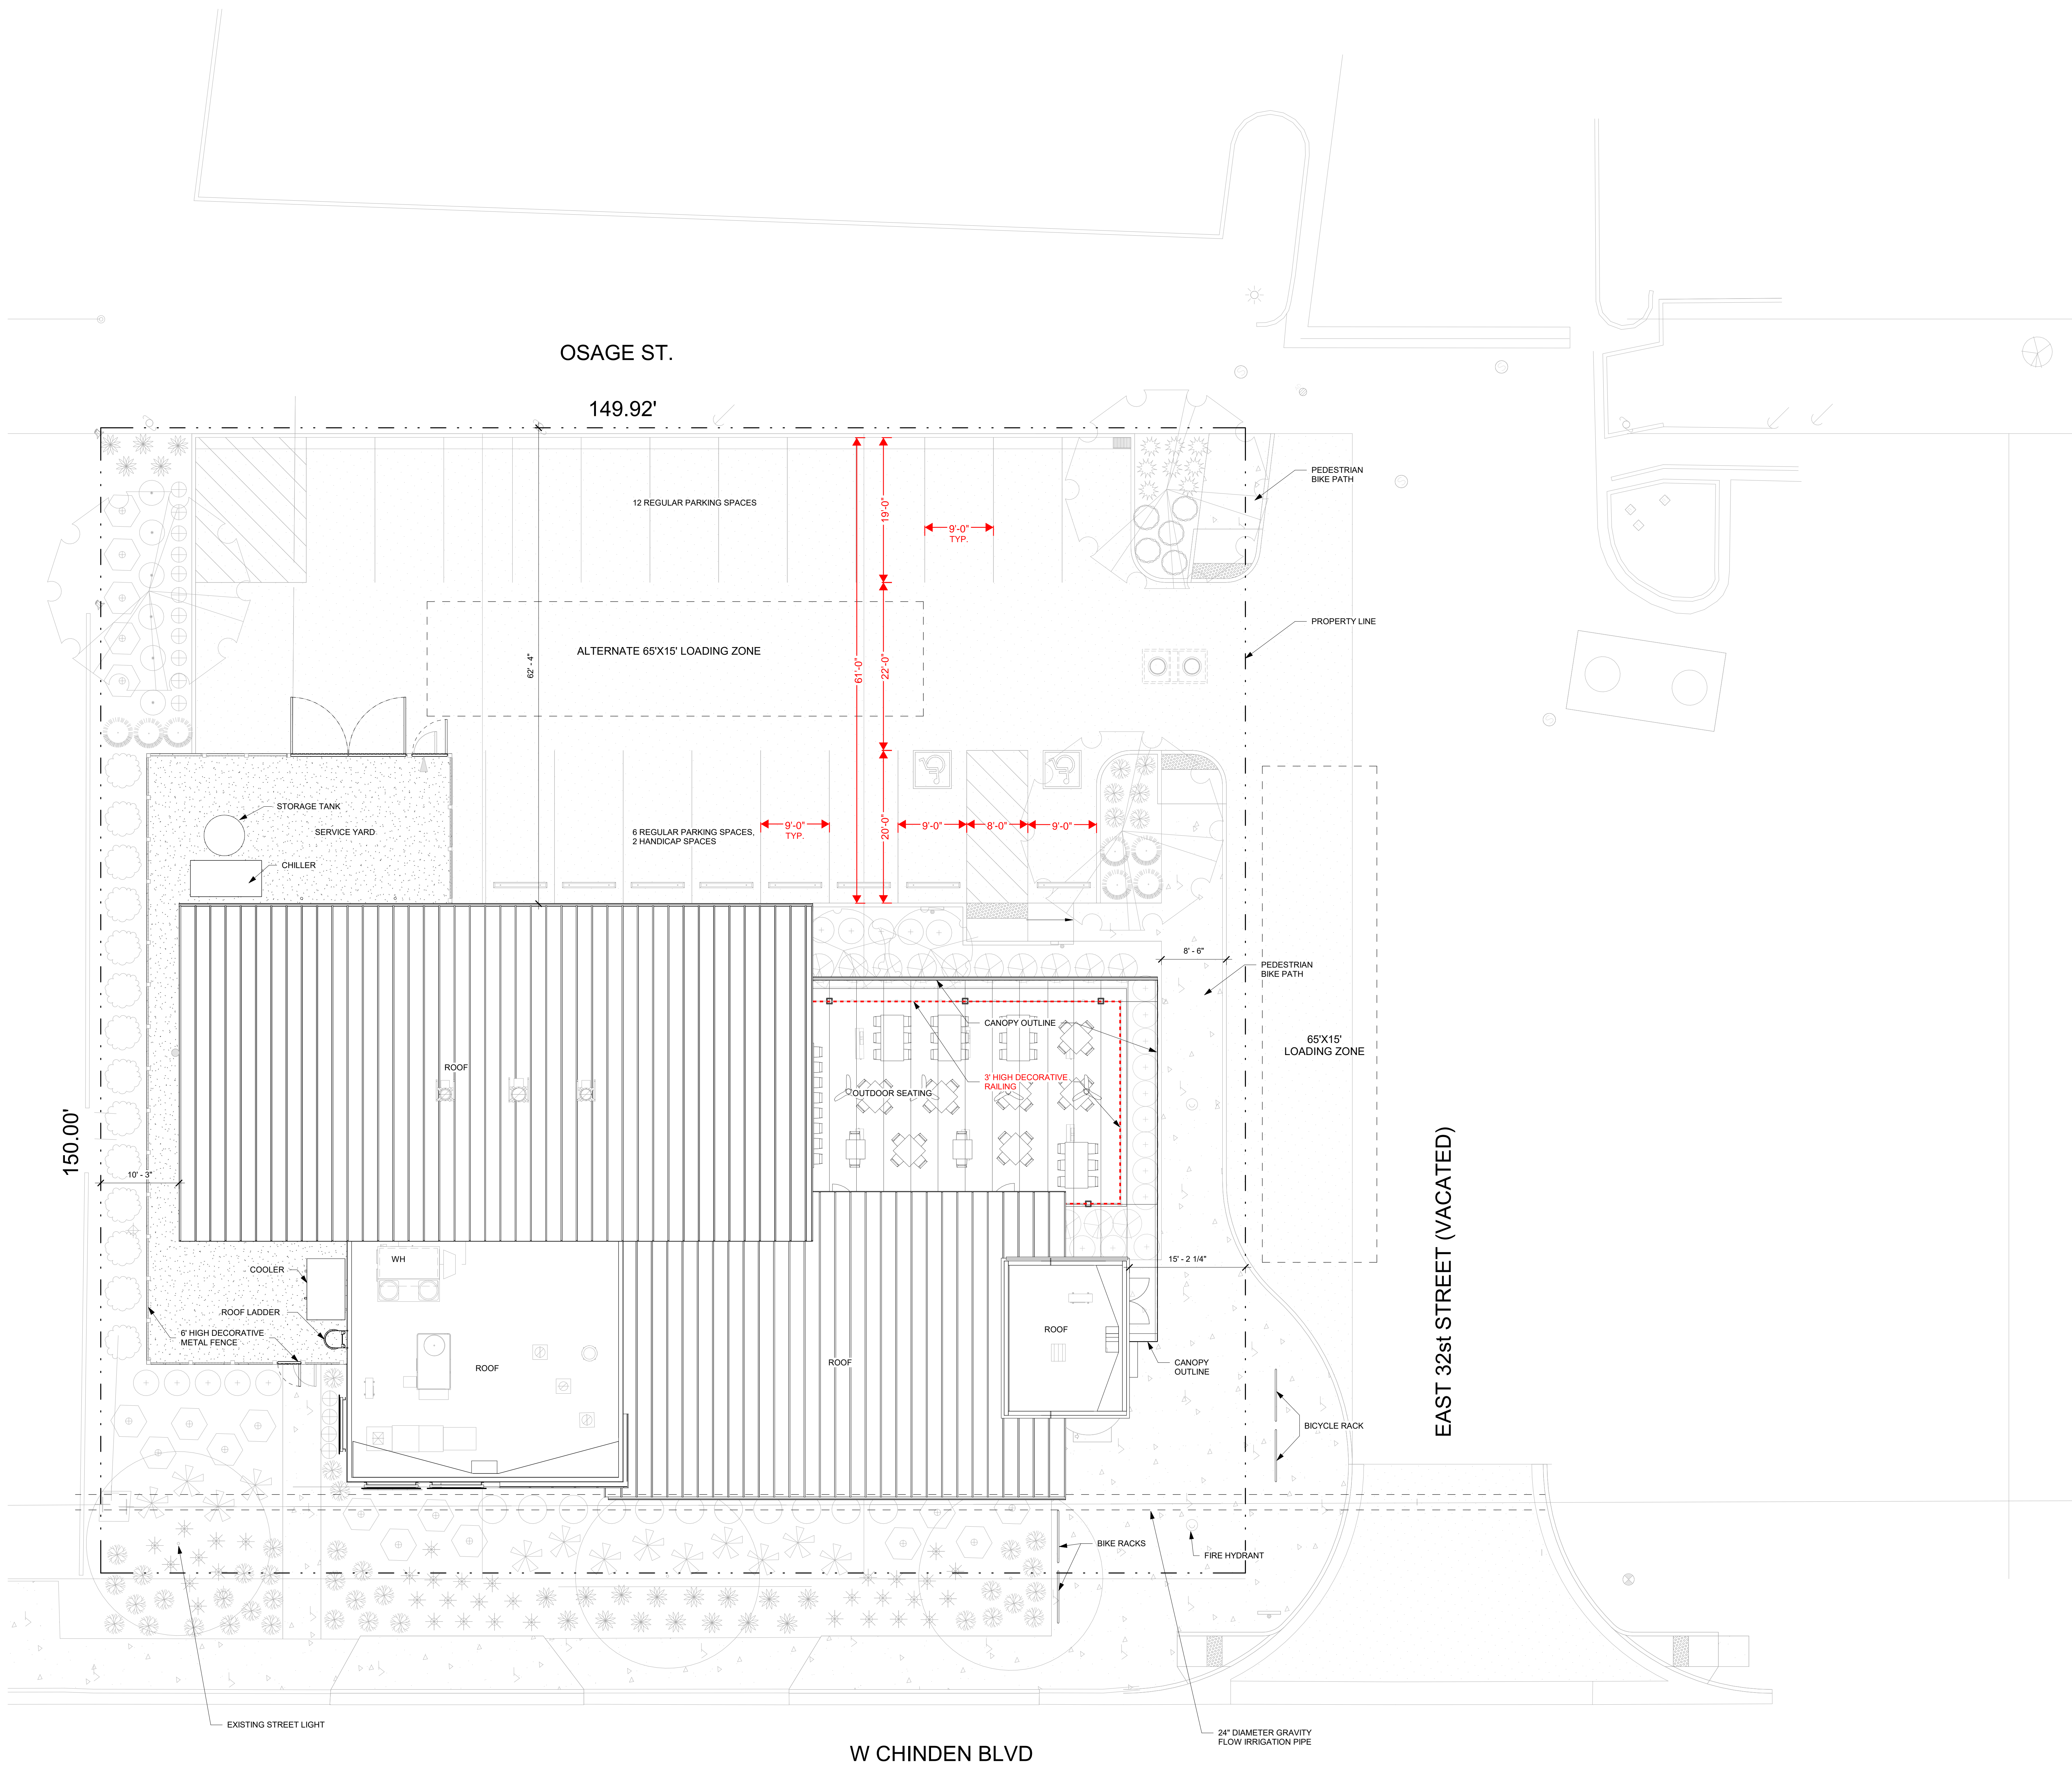 OSAGE ST.
149.92'
PEDESTRIAN
BIKE PATH
12 REGULAR PARKING SPACES
19'-0"
9'-0"
TYP.
PROPERTY LINE
ALTERNATE 65'X15' LOADING ZONE
62' - 4"
61'-0"
22'-0"
STORAGE TANK
SERVICE YARD
CHILLER
6 REGULAR PARKING SPACES,
2 HANDICAP SPACES
9'-0"
TYP.
20'-0"
9'-0"
8'-0"
9'-0"
8' - 6"
PEDESTRIAN
BIKE PATH
CANOPY OUTLINE
65'X15'
LOADING ZONE
ROOF
3' HIGH DECORATIVE
RAILING
OUTDOOR SEATING
150.00'
10' - 3"
EAST 32st STREET (VACATED)
WH
15' - 2 1/4"
COOLER
ROOF LADDER
6' HIGH DECORATIVE
METAL FENCE
ROOF
ROOF
ROOF
CANOPY
OUTLINE
BICYCLE RACK
BIKE RACKS
FIRE HYDRANT
EXISTING STREET LIGHT
24" DIAMETER GRAVITY
FLOW IRRIGATION PIPE
W CHINDEN BLVD